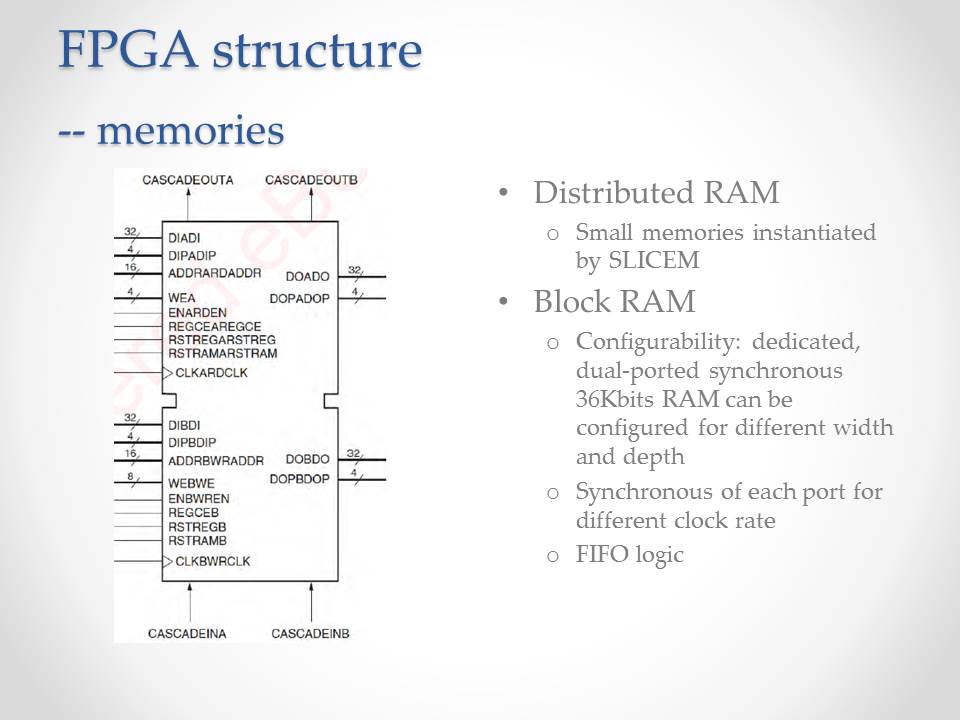 FPGA structure
-- memories
CASCADEOUTA CASCADEOUTB
32
DIADI
4
DIPADIP
16
ADDRARDADDR
DOADO
32
4
WEA
DOPADOP
4
ENARDEN
REGCEAREGCE
RSTREGARSTREG
RSTRAMARSTRAM
CLKARDCLK
32
DIBDI
4
DIPBDIP
16
ADDRBWRADDR
DOBDO
32
8
WEBWE
DOPBDOP
4
ENBWREN
REGCEB
RSTREGB
RSTRAMB
CLKBWRCLK
CASCADEINA CASCADEINB
• Distributed RAM
o Small memories instantiated
by SLICEM
• Block RAM
o Configurability: dedicated,
dual-ported synchronous
36Kbits RAM can be
configured for different width
and depth
o Synchronous of each port for
different clock rate
o FIFO logic